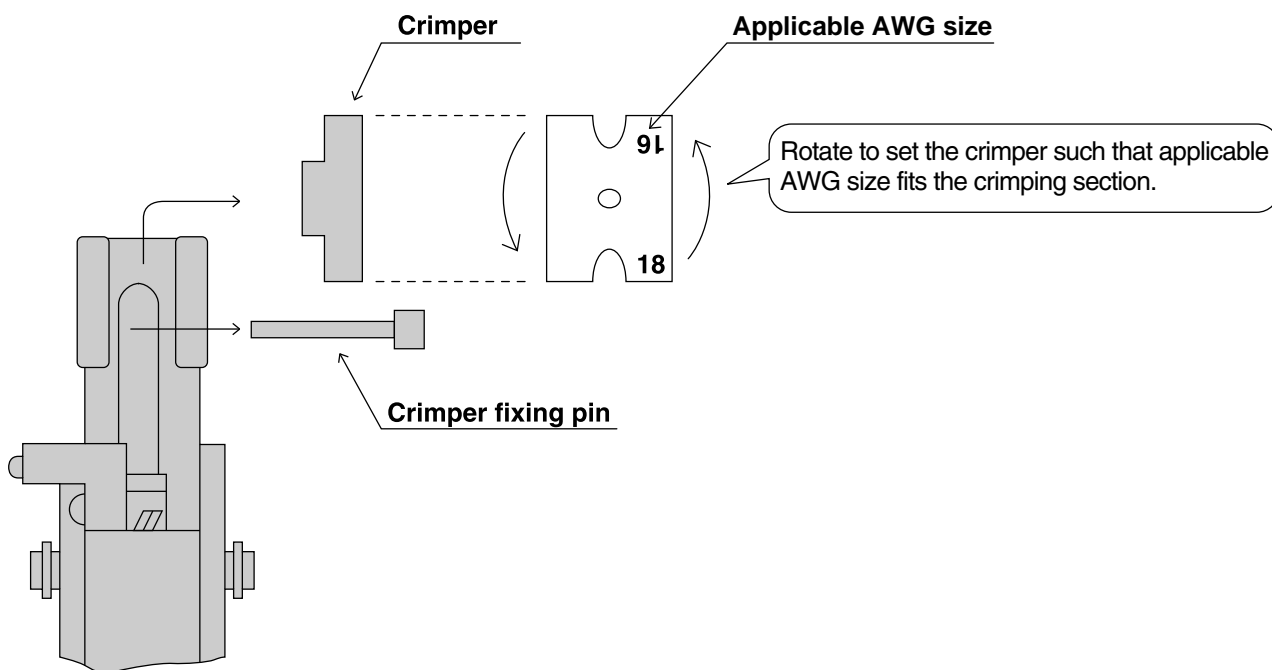 Crimper
Applicable AWG size
16
Rotate to set the crimper such that applicable
AWG size fits the crimping section.
18
Crimper fixing pin